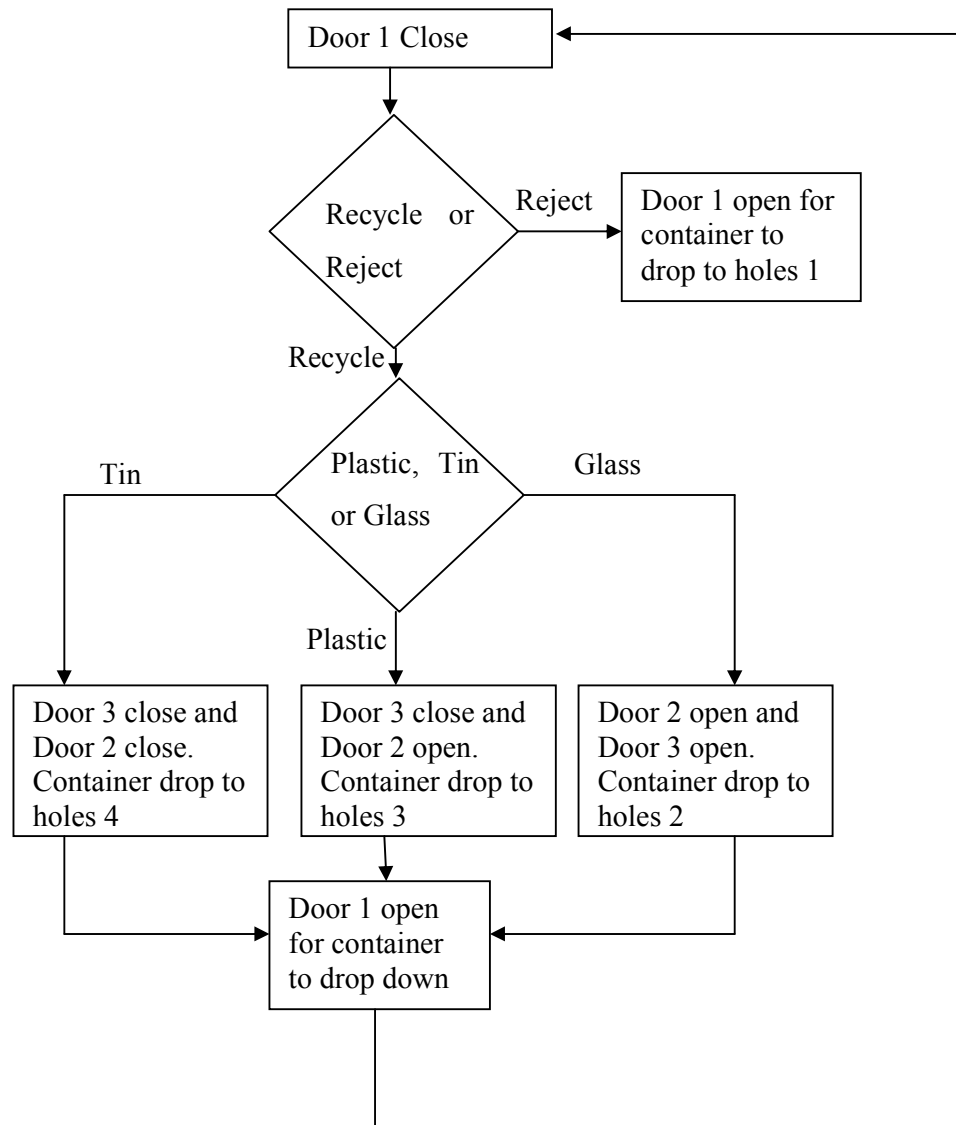 Door 1 Close
Recycle or
Reject
Reject
Door 1 open for
container to
drop to holes 1
Recycle
Plastic, Tin
or Glass
Tin
Glass
Plastic
Door 3 close and
Door 2 close.
Container drop to
holes 4
Door 3 close and
Door 2 open.
Container drop to
holes 3
Door 2 open and
Door 3 open.
Container drop to
holes 2
Door 1 open
for container
to drop down